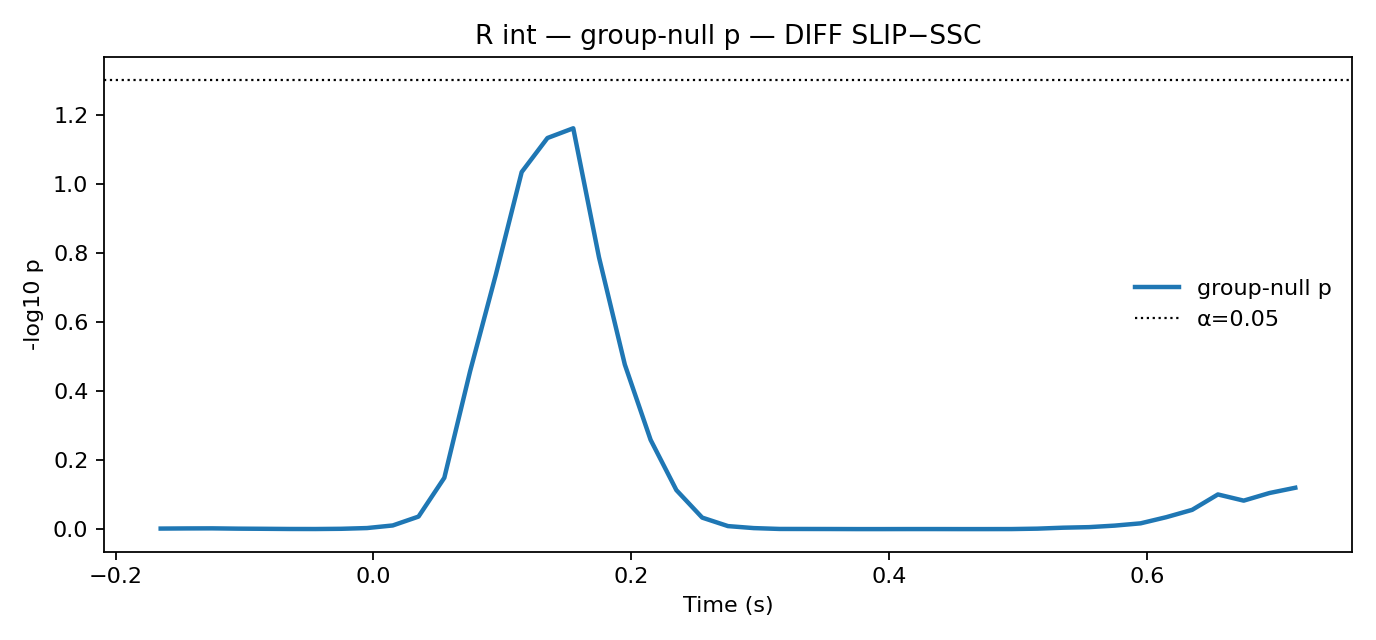 R int — group-null p — DIFF SLIP−SSC
-log10 p
1.2
1.0
0.8
0.6
0.4
0.2
0.0
group-null p
α=0.05
−0.2 0.0 0.2 0.4 0.6
Time (s)